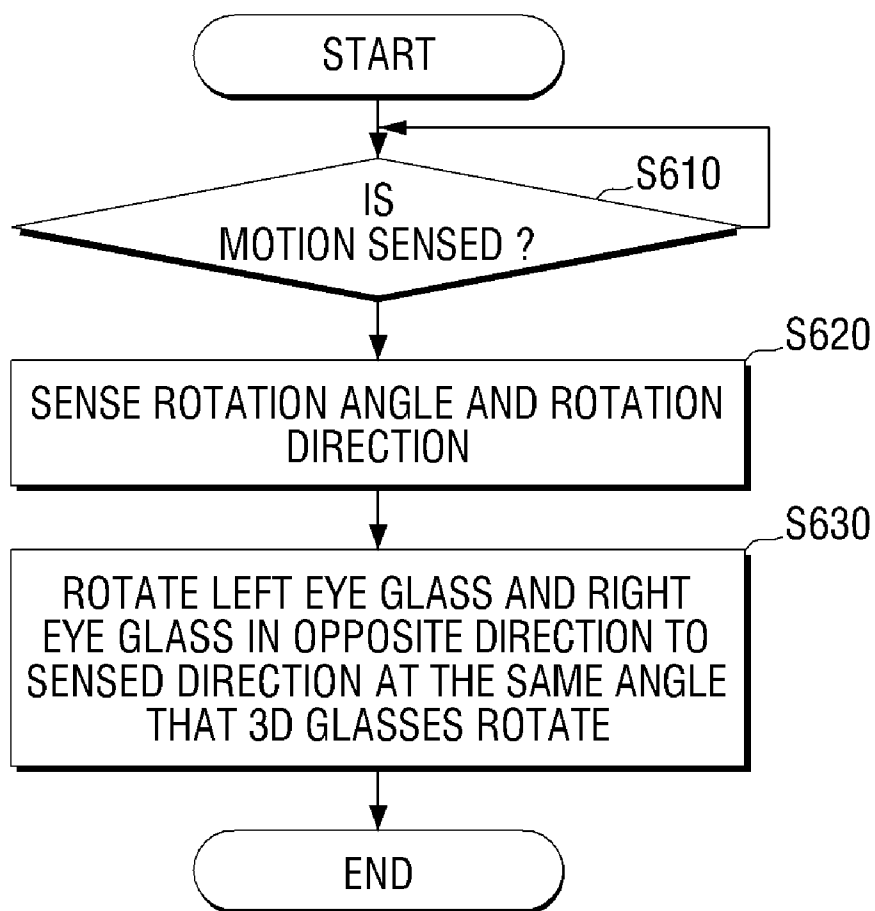 START
S610
IS
MOTION SENSED ?
S620
SENSE ROTATION ANGLE AND ROTATION
DIRECTION
S630
ROTATE LEFT EYE GLASS AND RIGHT
EYE GLASS IN OPPOSITE DIRECTION TO
SENSED DIRECTION AT THE SAME ANGLE
THAT 3D GLASSES ROTATE
END